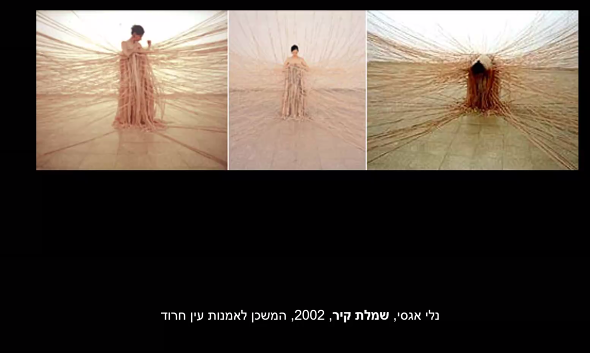 נלי אגסי, שמלת קיר, 2002, המשכן לאמנות עין חרוד